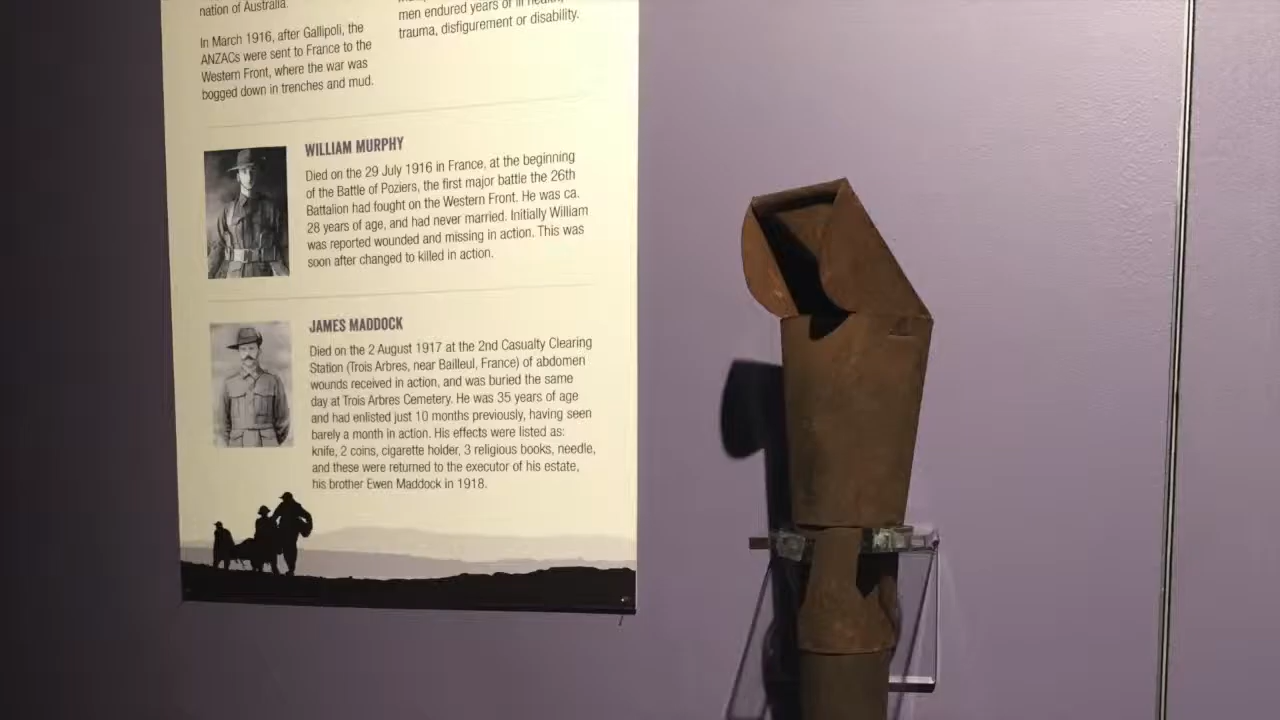 nation of Australia.
In March 1916, after Gallipoli, the
ANZACs were sent to France to the
Western Front, where the war was
bogged down in trenches and mud.
men endured years of ill health,
trauma, disfigurement or disability.
WILLIAM MURPHY
Died on the 29 July 1916 in France, at the beginning
of the Battle of Poziers, the first major battle the 26th
Battalion had fought on the Western Front. He was ca.
28 years of age, and had never married. Initially William
was reported wounded and missing in action. This was
soon after changed to killed in action.
JAMES MADDOCK
Died on the 2 August 1917 at the 2nd Casualty Clearing
Station (Trois Arbres, near Bailleul, France) of abdomen
wounds received in action, and was buried the same
day at Trois Arbres Cemetery. He was 35 years of age
and had enlisted just 10 months previously, having seen
barely a month in action. His effects were listed as:
knife, 2 coins, cigarette holder, 3 religious books, needle,
and these were returned to the executor of his estate,
his brother Ewen Maddock in 1918.